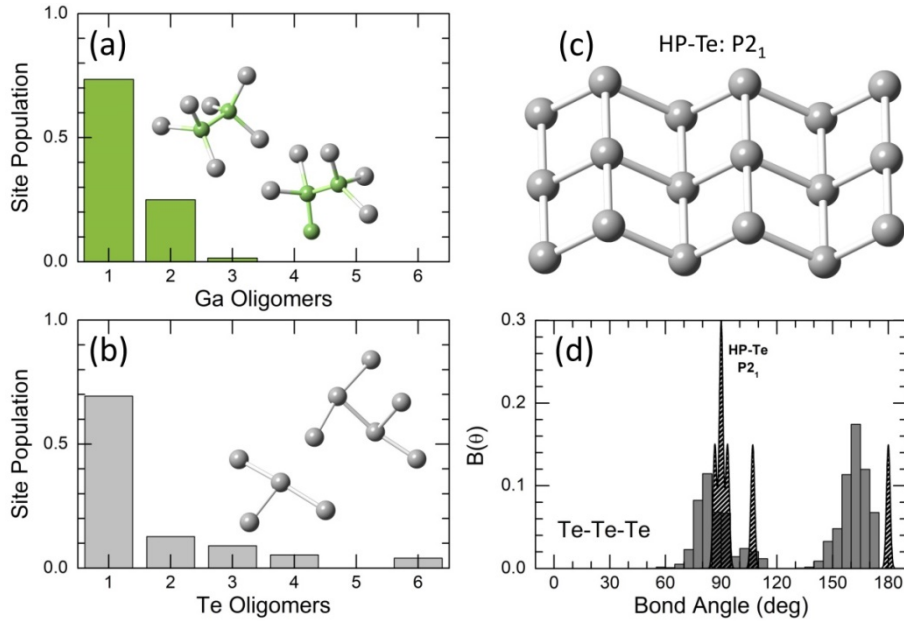 (a)
Site Population
1.0
0.5
0.0
1 2 3 4 5 6
Ga Oligomers
(b)
Site Population
1.0
0.5
0.0
1 2 3 4 5 6
Te Oligomers
(c)
HP-Te: P2₁
(d)
B(θ)
0.3
0.2
0.1
0.0
HP-Te
P2₁
Te-Te-Te
0 30 60 90 120 150 180
Bond Angle (deg)